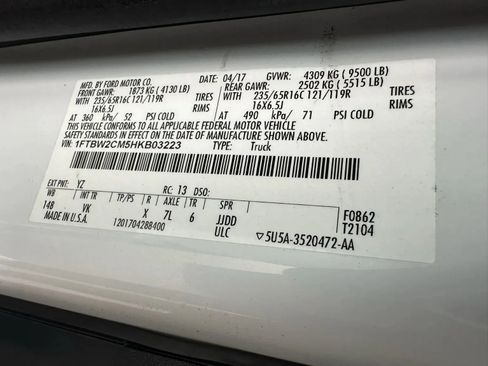 MFD. BY FORD MOTOR CO.
DATE: 04/17 GVWR: 4309 KG ( 9500 LB)
FRONT GAWR: 1873 KG ( 4130 LB) REAR GAWR: 2502 KG ( 5515 LB)
WITH 235/65R16C 121/119R TIRES WITH 235/65R16C 121/119R TIRES
16X6.5J RIMS 16X6.5J RIMS
AT 360 kPa/ 52 PSI COLD AT 490 kPa/ 71 PSI COLD
THIS VEHICLE CONFORMS TO ALL APPLICABLE FEDERAL MOTOR VEHICLE SAFETY
STANDARDS IN EFFECT ON THE DATE OF MANUFACTURE SHOWN ABOVE.
VIN: 1FTBW2CM5HKB03223 TYPE: Truck
EXT PNT: YZ RC: 13 DSO:
WB INT TR TP/PS R AXLE TR SPR
148 VK X 7L 6 JJDD F0862
MADE IN U.S.A. 1201704288400 ULC ▽5U5A-3520472-AA T2104